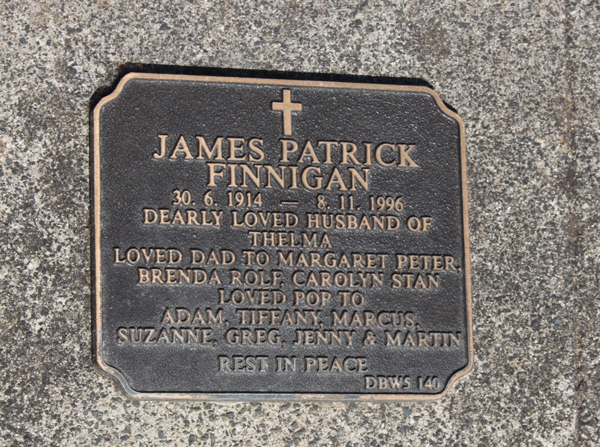 JAMES PATRICK
FINNIGAN
30. 6. 1914 — 8. 11. 1996
DEARLY LOVED HUSBAND OF
THELMA
LOVED DAD TO MARGARET PETER,
BRENDA ROLF, CAROLYN STAN
LOVED POP TO
ADAM, TIFFANY, MARCUS,
SUZANNE, GREG, JENNY & MARTIN
REST IN PEACE
DBW5 140